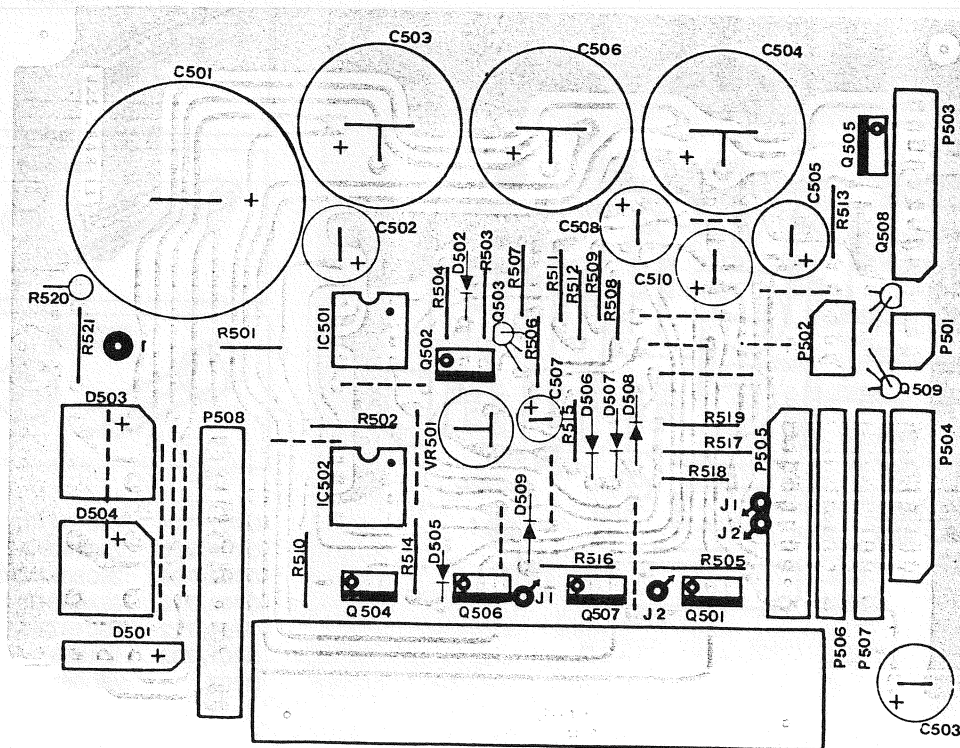 C501
C503
C506
C504
P503
Q505
C505
R513
Q508
C502
C508
C510
D502
R503
R507
R504
R511
R512
R509
R508
Q503
R506
R520
R521
1
R501
IC501
Q502
P502
P501
Q509
D503
P508
R502
VR501
C507
R515
D506
D507
D508
R519
R517
R518
P505
P504
IC502
D504
D509
J1
J2
R510
R514
D505
R516
R505
Q504
Q506
J1
Q507
J2
Q501
D501
P506
P507
C503
+
+
+
+
+
+
+
+
+
+
+
+
+
+